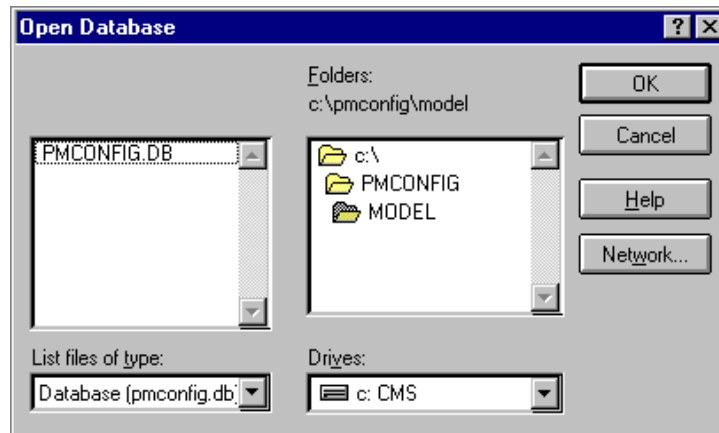 Open Database
Folders:
c:\pmconfig\model
OK
Cancel
Help
Network...
PMCONFIG.DB
c:\
PMCONFIG
MODEL
List files of type:
Database (pmconfig.db)
Drives:
c: CMS